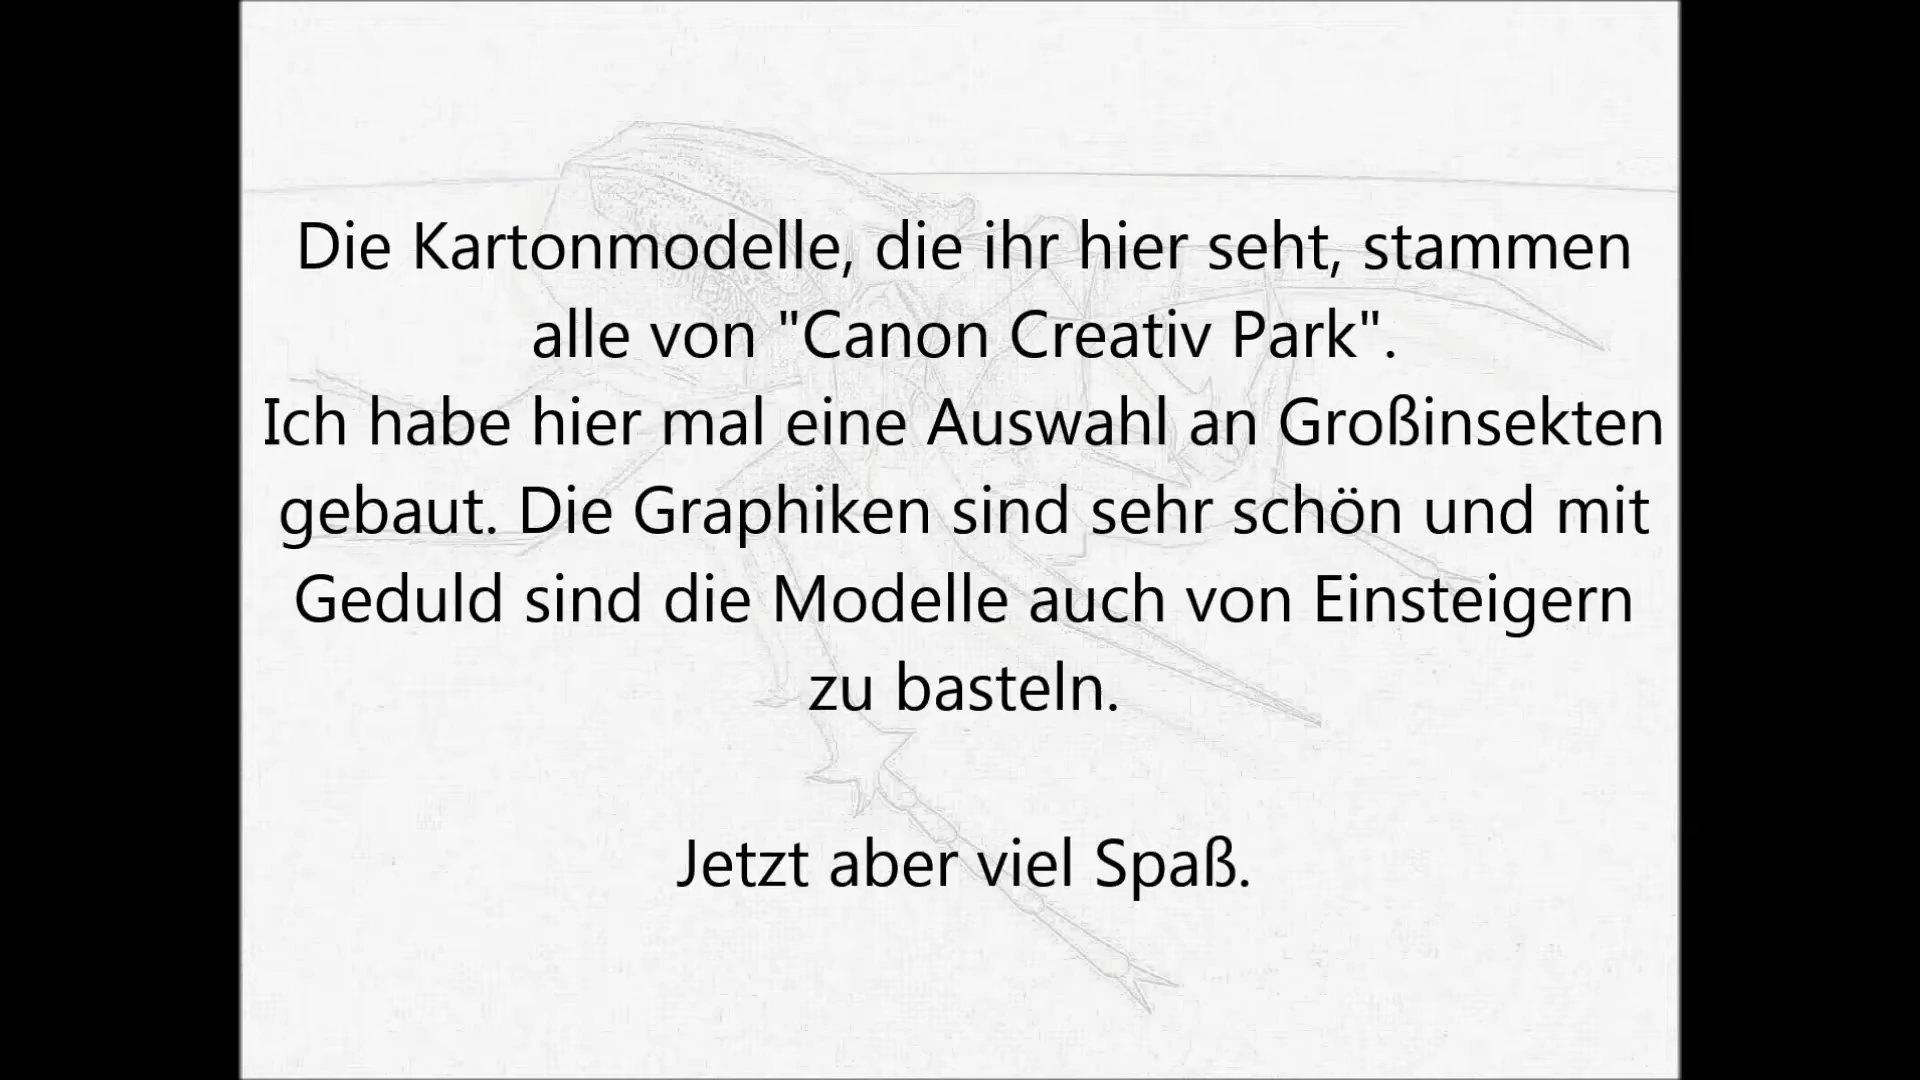 Die Kartonmodelle, die ihr hier seht, stammen
alle von "Canon Creativ Park".
Ich habe hier mal eine Auswahl an Großinsekten
gebaut. Die Graphiken sind sehr schön und mit
Geduld sind die Modelle auch von Einsteigern
zu basteln.
Jetzt aber viel Spaß.